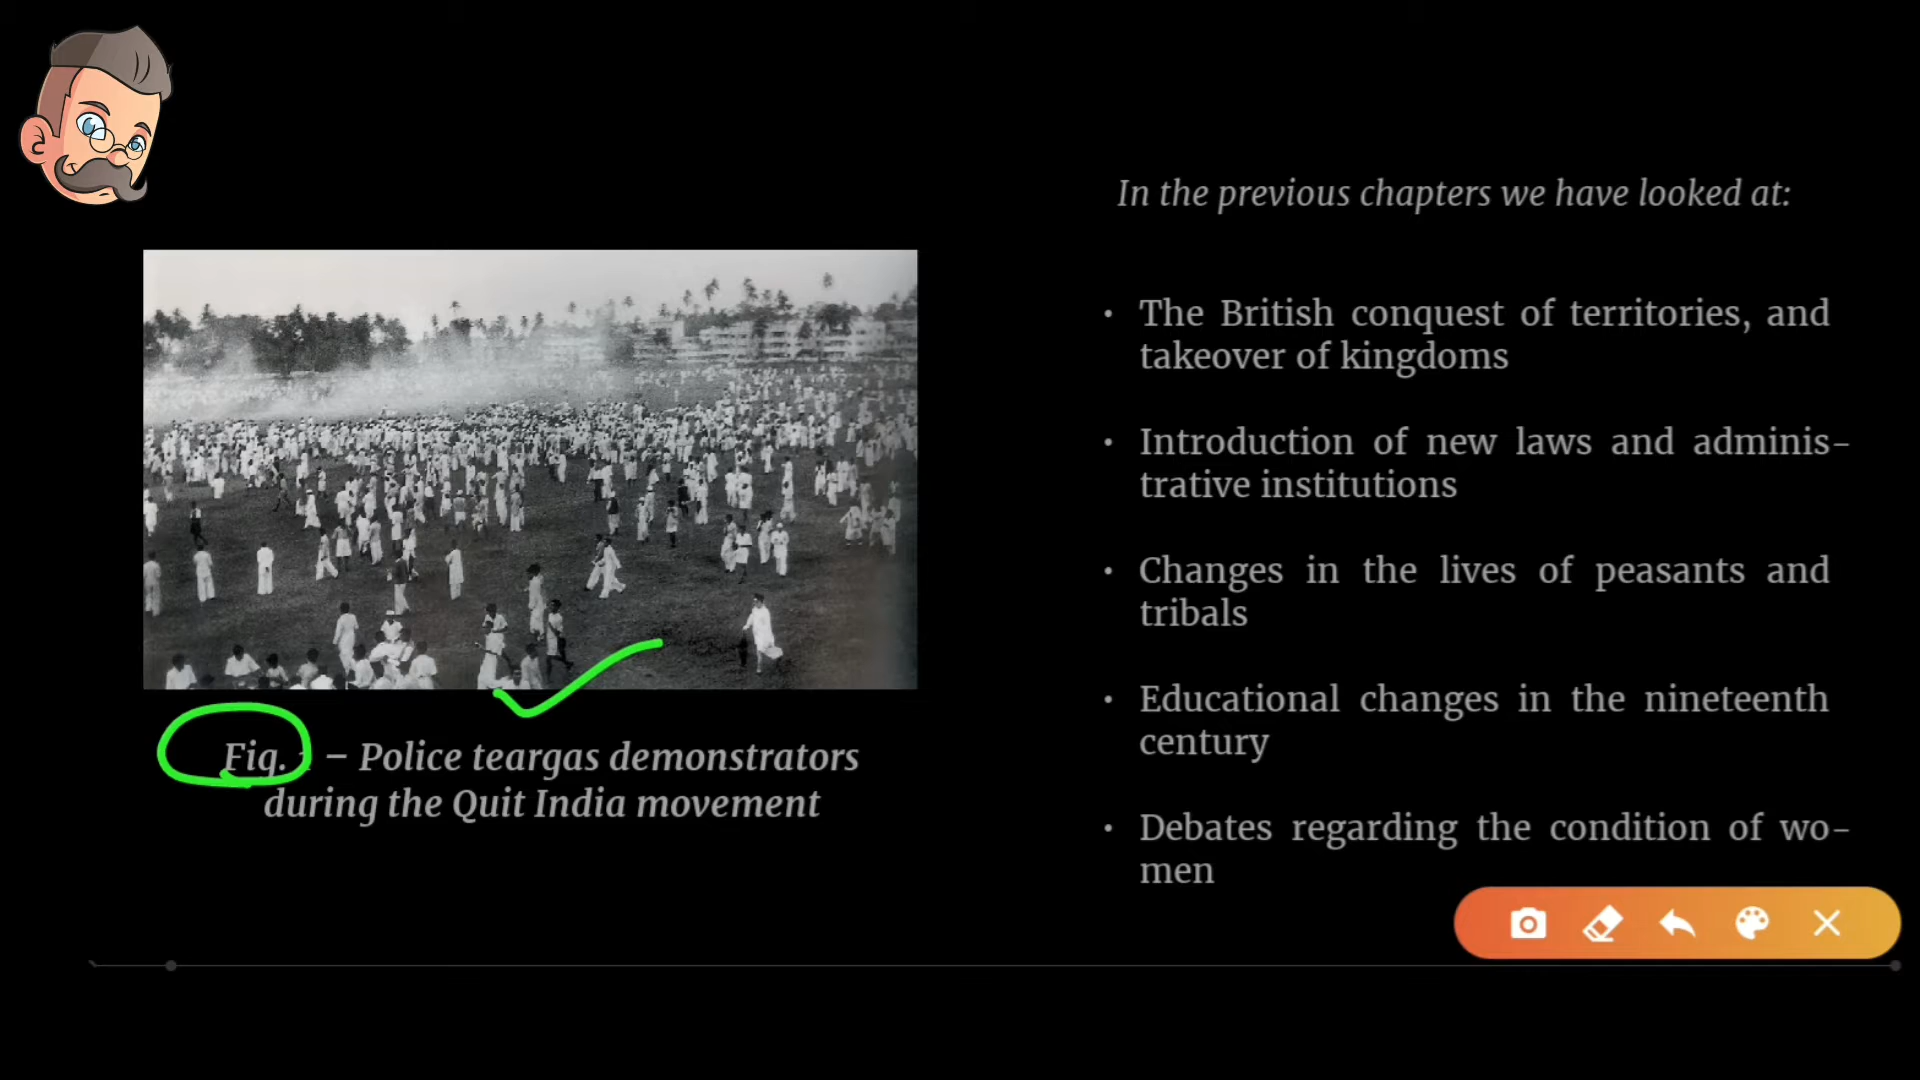 In the previous chapters we have looked at:
• The British conquest of territories, and
takeover of kingdoms
• Introduction of new laws and adminis-
trative institutions
• Changes in the lives of peasants and
tribals
• Educational changes in the nineteenth
century
• Debates regarding the condition of wo-
men
Fig. – Police teargas demonstrators
during the Quit India movement